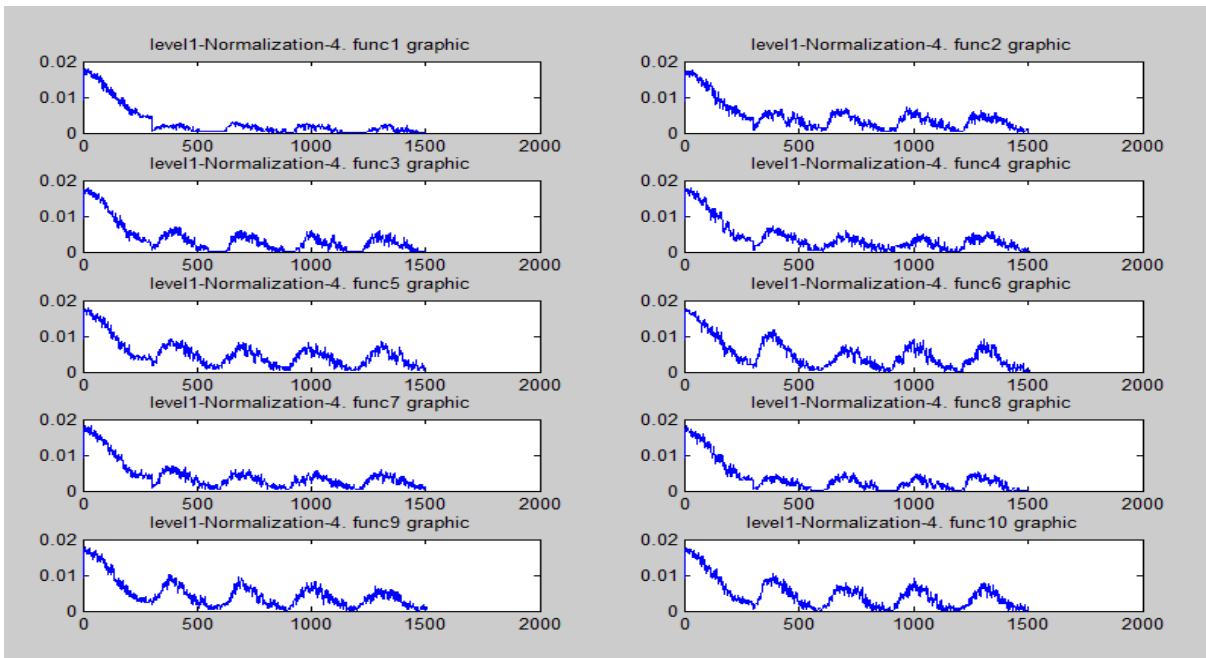 level1-Normalization-4. func1 graphic
0.02
0.01
0
0 500 1000 1500 2000
level1-Normalization-4. func2 graphic
0.02
0.01
0
0 500 1000 1500 2000
level1-Normalization-4. func3 graphic
0.02
0.01
0
0 500 1000 1500 2000
level1-Normalization-4. func4 graphic
0.02
0.01
0
0 500 1000 1500 2000
level1-Normalization-4. func5 graphic
0.02
0.01
0
0 500 1000 1500 2000
level1-Normalization-4. func6 graphic
0.02
0.01
0
0 500 1000 1500 2000
level1-Normalization-4. func7 graphic
0.02
0.01
0
0 500 1000 1500 2000
level1-Normalization-4. func8 graphic
0.02
0.01
0
0 500 1000 1500 2000
level1-Normalization-4. func9 graphic
0.02
0.01
0
0 500 1000 1500 2000
level1-Normalization-4. func10 graphic
0.02
0.01
0
0 500 1000 1500 2000